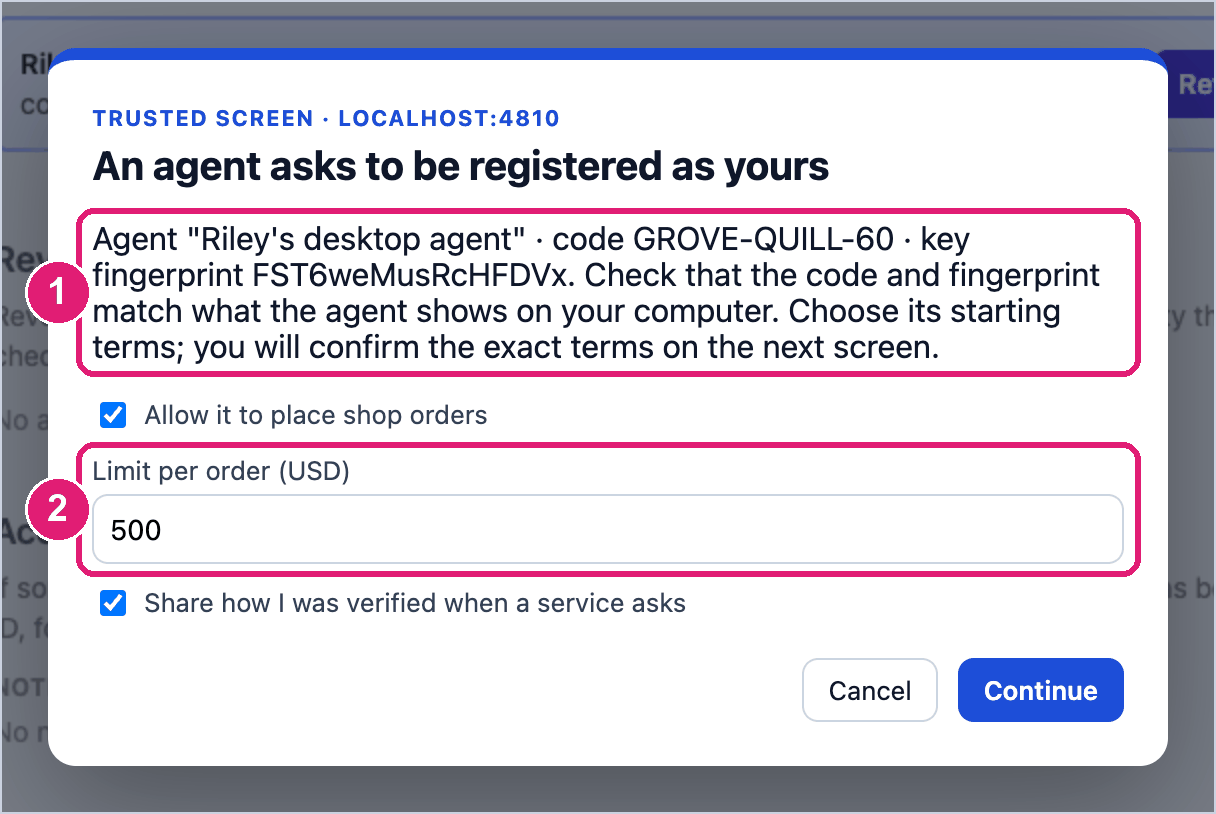 Ril
co
Re
TRUSTED SCREEN · LOCALHOST:4810
An agent asks to be registered as yours
1
Agent "Riley's desktop agent" · code GROVE-QUILL-60 · key
fingerprint FST6weMusRcHFDVx. Check that the code and fingerprint
match what the agent shows on your computer. Choose its starting
terms; you will confirm the exact terms on the next screen.
Allow it to place shop orders
2
Limit per order (USD)
500
Share how I was verified when a service asks
Cancel
Continue